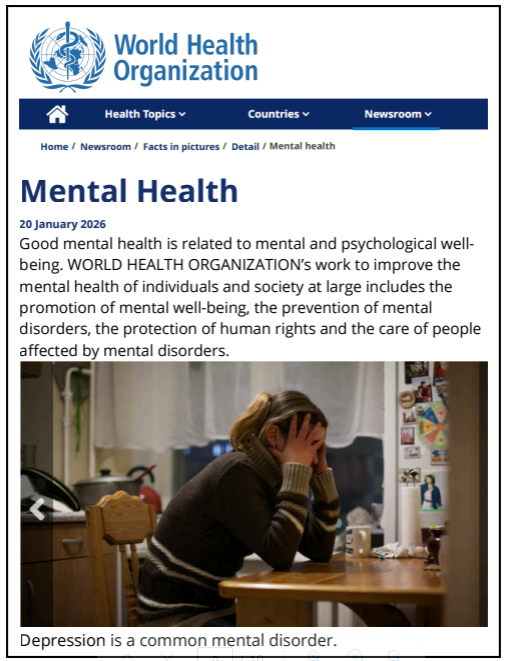 World Health
Organization
Health Topics Countries Newsroom
Home / Newsroom / Facts in pictures / Detail / Mental health
Mental Health
20 January 2026
Good mental health is related to mental and psychological well-
being. WORLD HEALTH ORGANIZATION’s work to improve the
mental health of individuals and society at large includes the
promotion of mental well-being, the prevention of mental
disorders, the protection of human rights and the care of people
affected by mental disorders.
Depression is a common mental disorder.